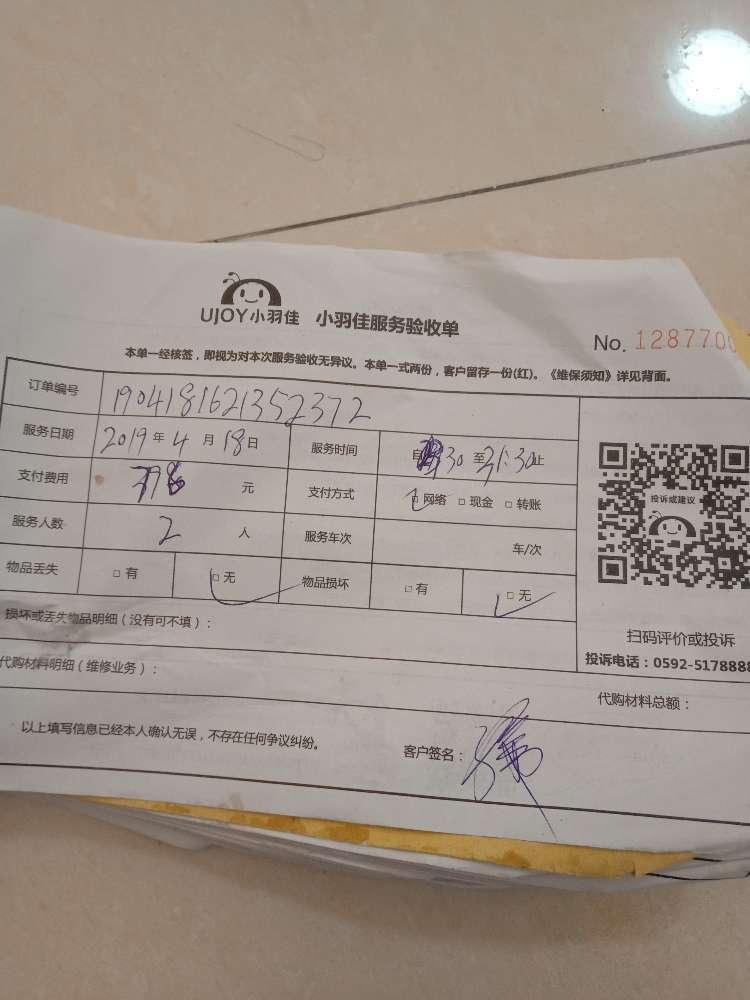 UJOY小羽佳 小羽佳服务验收单
No. 1287700
本单一经核签，即视为对本次服务验收无异议。本单一式两份，客户留存一份(红)。《维保须知》详见背面。
订单编号 1904181621352372
服务日期 2019年4月18日 服务时间 自 30至21:30止
支付费用 798元 支付方式 □网络 □现金 □转账
服务人数 2人 服务车次 车/次
物品丢失 □有 □无 物品损坏 □有 □无
投诉或建议
扫码评价或投诉
投诉电话：0592-5178888
损坏或丢失物品明细（没有可不填）：
代购材料明细（维修业务）： 代购材料总额：
以上填写信息已经本人确认无误，不存在任何争议纠纷。 客户签名：